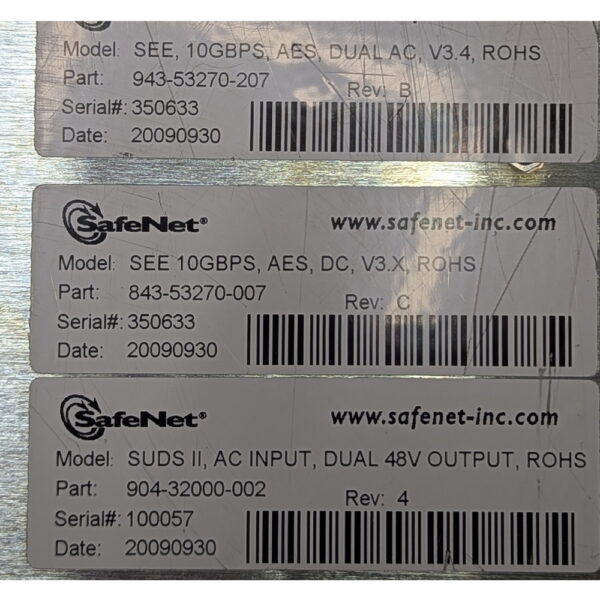 Model: SEE, 10GBPS, AES, DUAL AC, V3.4, ROHS
Part: 943-53270-207
Rev: B
Serial#: 350633
Date: 20090930
SafeNet® www.safenet-inc.com
Model: SEE 10GBPS, AES, DC, V3.X, ROHS
Part: 843-53270-007
Rev: C
Serial#: 350633
Date: 20090930
SafeNet® www.safenet-inc.com
Model: SUDS II, AC INPUT, DUAL 48V OUTPUT, ROHS
Part: 904-32000-002
Rev: 4
Serial#: 100057
Date: 20090930